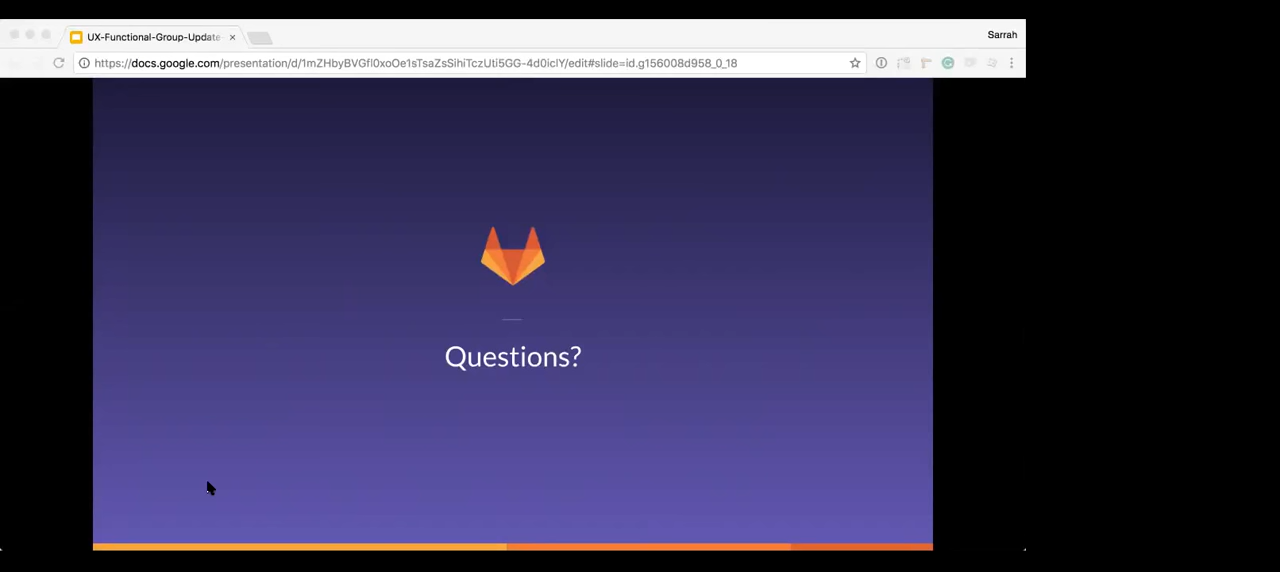 UX-Functional-Group-Update-
Sarrah
https://docs.google.com/presentation/d/1mZHbyBVGfl0xoOe1sTsaZsSihiTczUti5GG-4d0iclY/edit#slide=id.g156008d958_0_18
Questions?